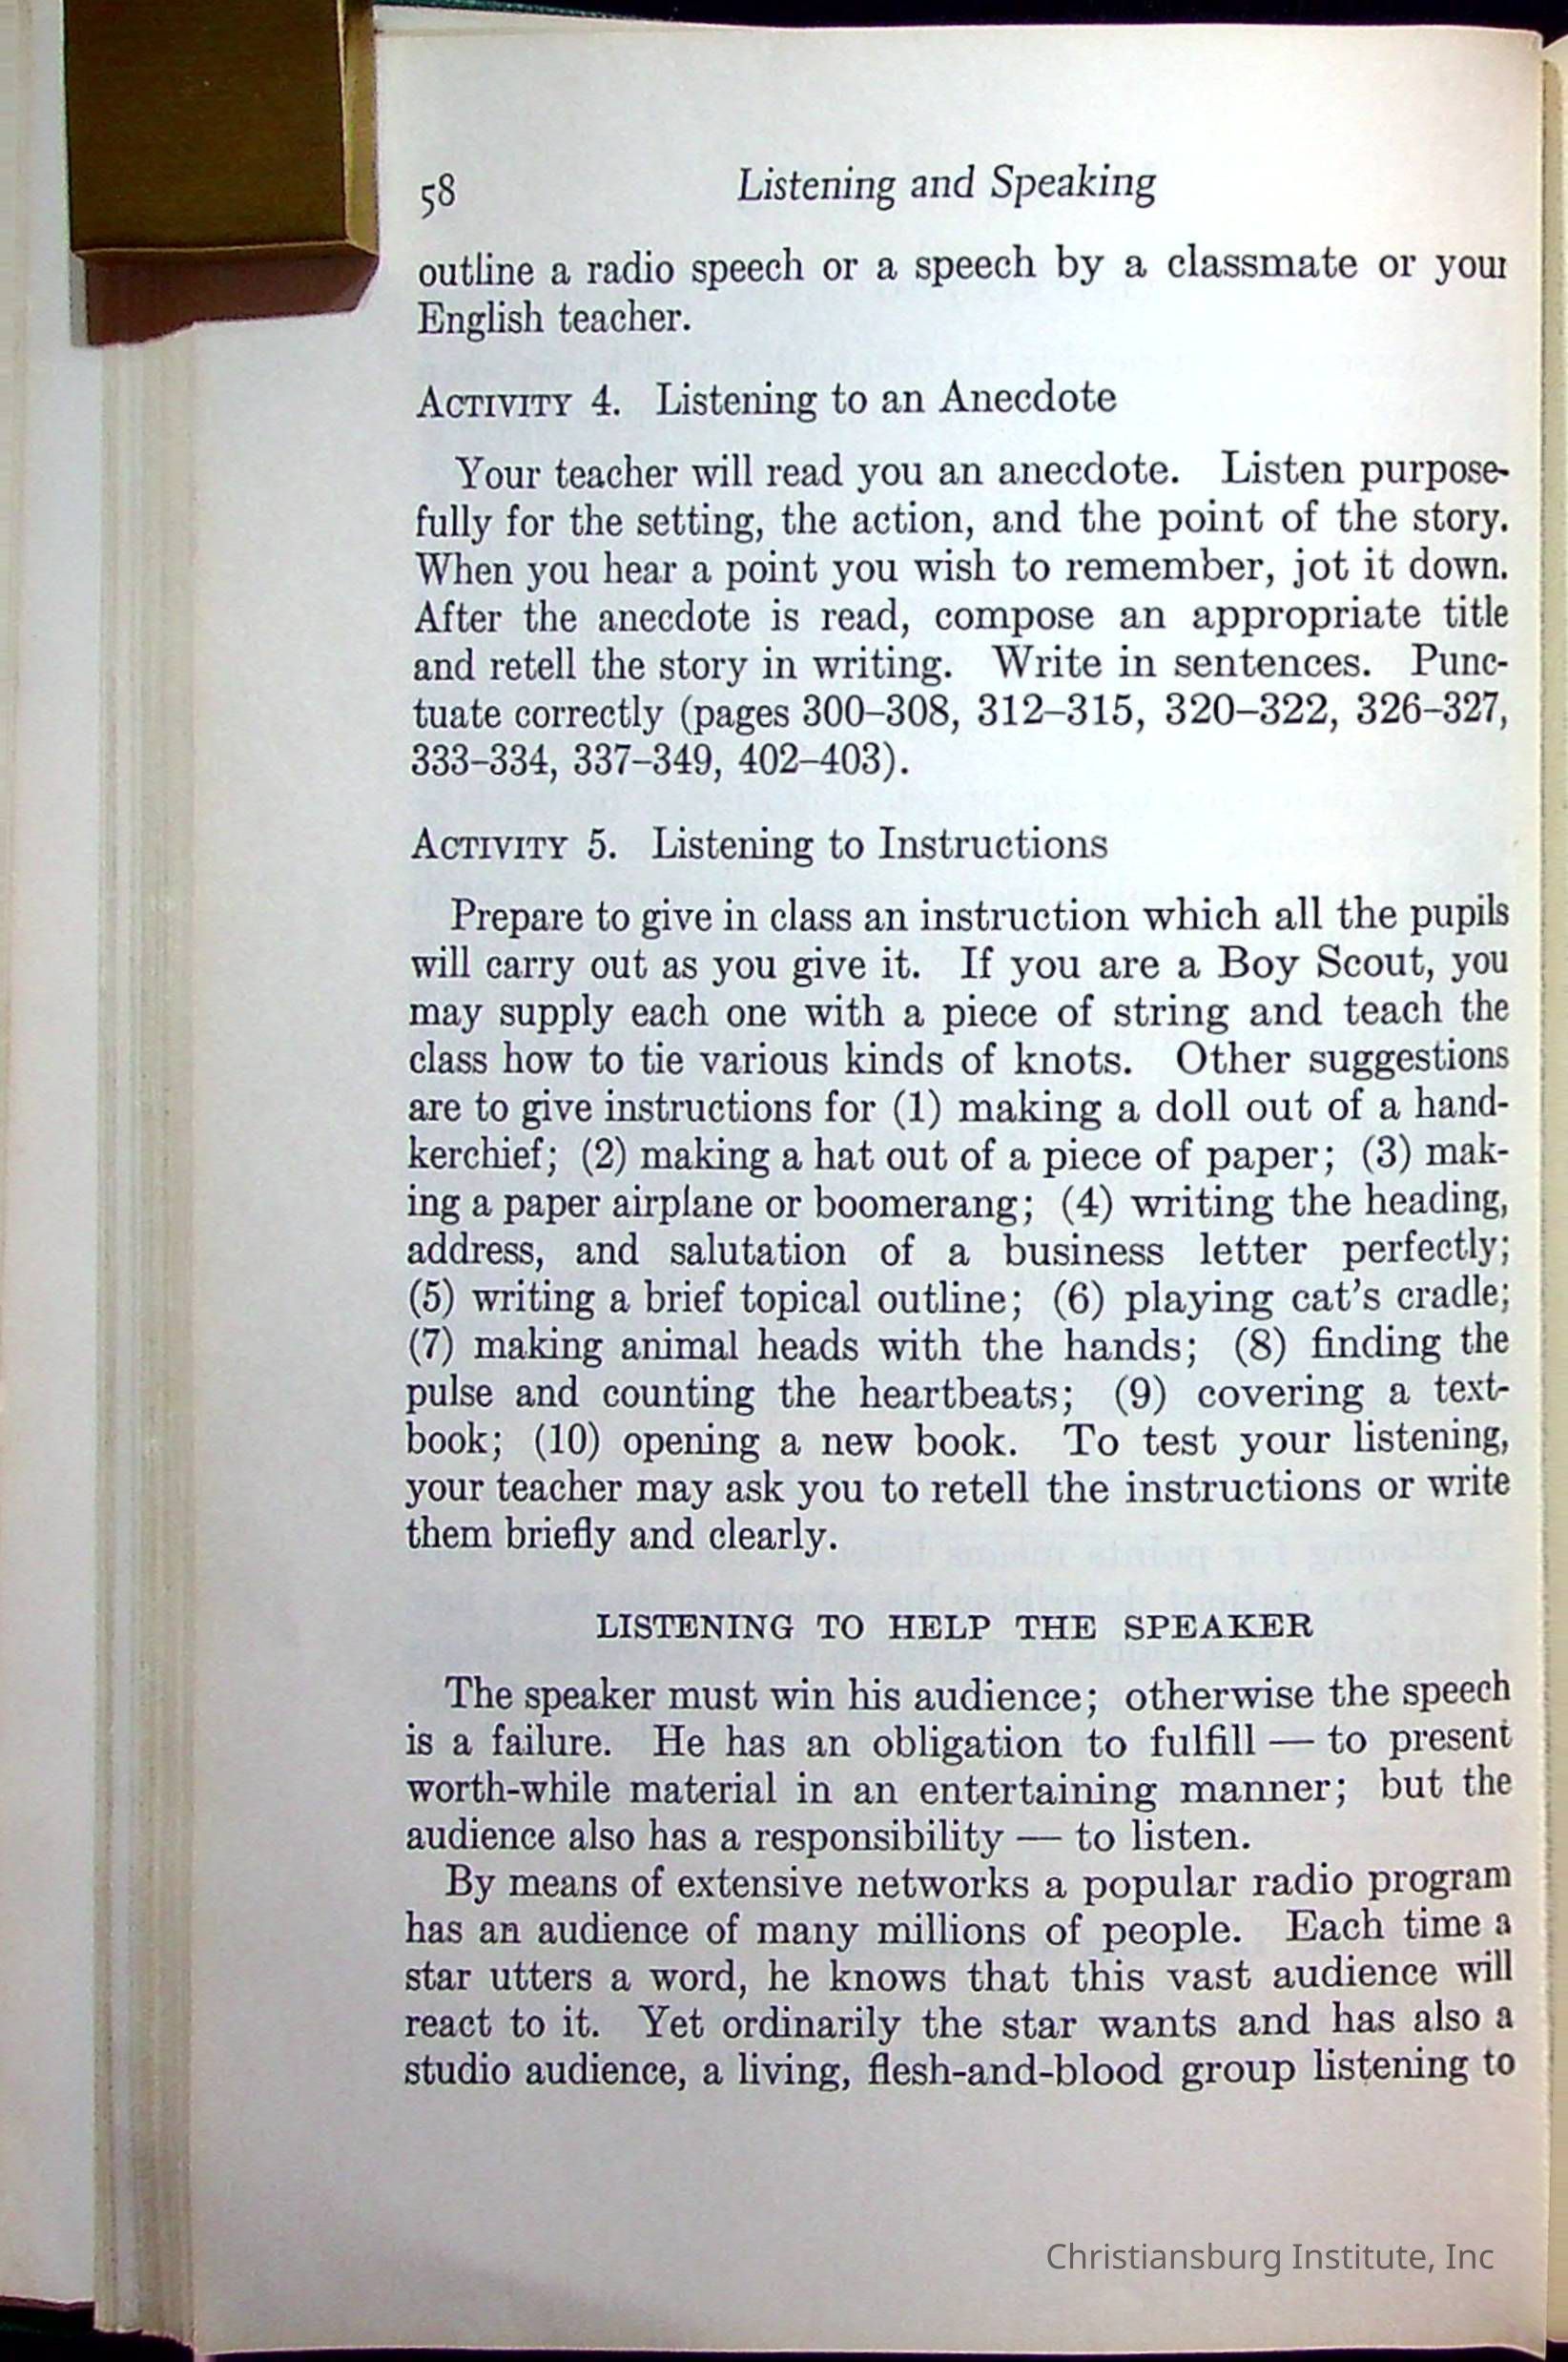 58 Listening and Speaking
outline a radio speech or a speech by a classmate or your
English teacher.
ACTIVITY 4. Listening to an Anecdote
Your teacher will read you an anecdote. Listen purpose-
fully for the setting, the action, and the point of the story.
When you hear a point you wish to remember, jot it down.
After the anecdote is read, compose an appropriate title
and retell the story in writing. Write in sentences. Punc-
tuate correctly (pages 300–308, 312–315, 320–322, 326–327,
333–334, 337–349, 402–403).
ACTIVITY 5. Listening to Instructions
Prepare to give in class an instruction which all the pupils
will carry out as you give it. If you are a Boy Scout, you
may supply each one with a piece of string and teach the
class how to tie various kinds of knots. Other suggestions
are to give instructions for (1) making a doll out of a hand-
kerchief; (2) making a hat out of a piece of paper; (3) mak-
ing a paper airplane or boomerang; (4) writing the heading,
address, and salutation of a business letter perfectly;
(5) writing a brief topical outline; (6) playing cat's cradle;
(7) making animal heads with the hands; (8) finding the
pulse and counting the heartbeats; (9) covering a text-
book; (10) opening a new book. To test your listening,
your teacher may ask you to retell the instructions or write
them briefly and clearly.
LISTENING TO HELP THE SPEAKER
The speaker must win his audience; otherwise the speech
is a failure. He has an obligation to fulfill — to present
worth-while material in an entertaining manner; but the
audience also has a responsibility — to listen.
By means of extensive networks a popular radio program
has an audience of many millions of people. Each time a
star utters a word, he knows that this vast audience will
react to it. Yet ordinarily the star wants and has also a
studio audience, a living, flesh-and-blood group listening to
Christiansburg Institute, Inc